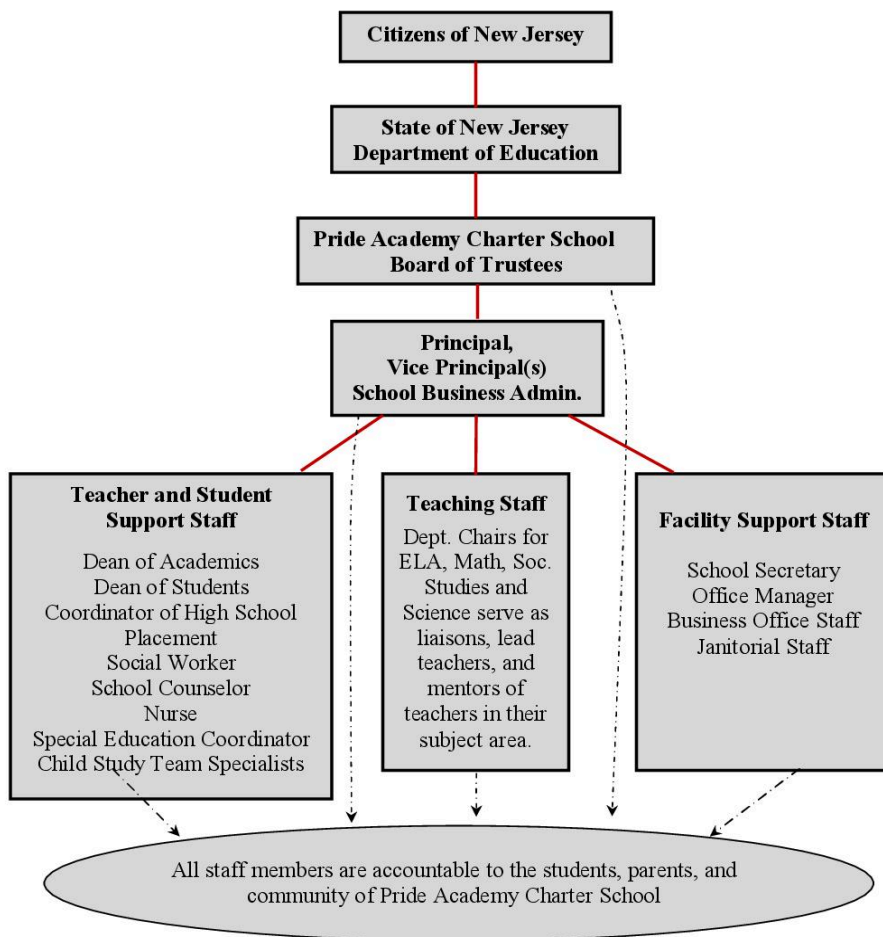 Citizens of New Jersey
State of New Jersey
Department of Education
Pride Academy Charter School
Board of Trustees
Principal,
Vice Principal(s)
School Business Admin.
Teacher and Student
Support Staff
Dean of Academics
Dean of Students
Coordinator of High School
Placement
Social Worker
School Counselor
Nurse
Special Education Coordinator
Child Study Team Specialists
Teaching Staff
Dept. Chairs for
ELA, Math, Soc.
Studies and
Science serve as
liaisons, lead
teachers, and
mentors of
teachers in their
subject area.
Facility Support Staff
School Secretary
Office Manager
Business Office Staff
Janitorial Staff
All staff members are accountable to the students, parents, and
community of Pride Academy Charter School